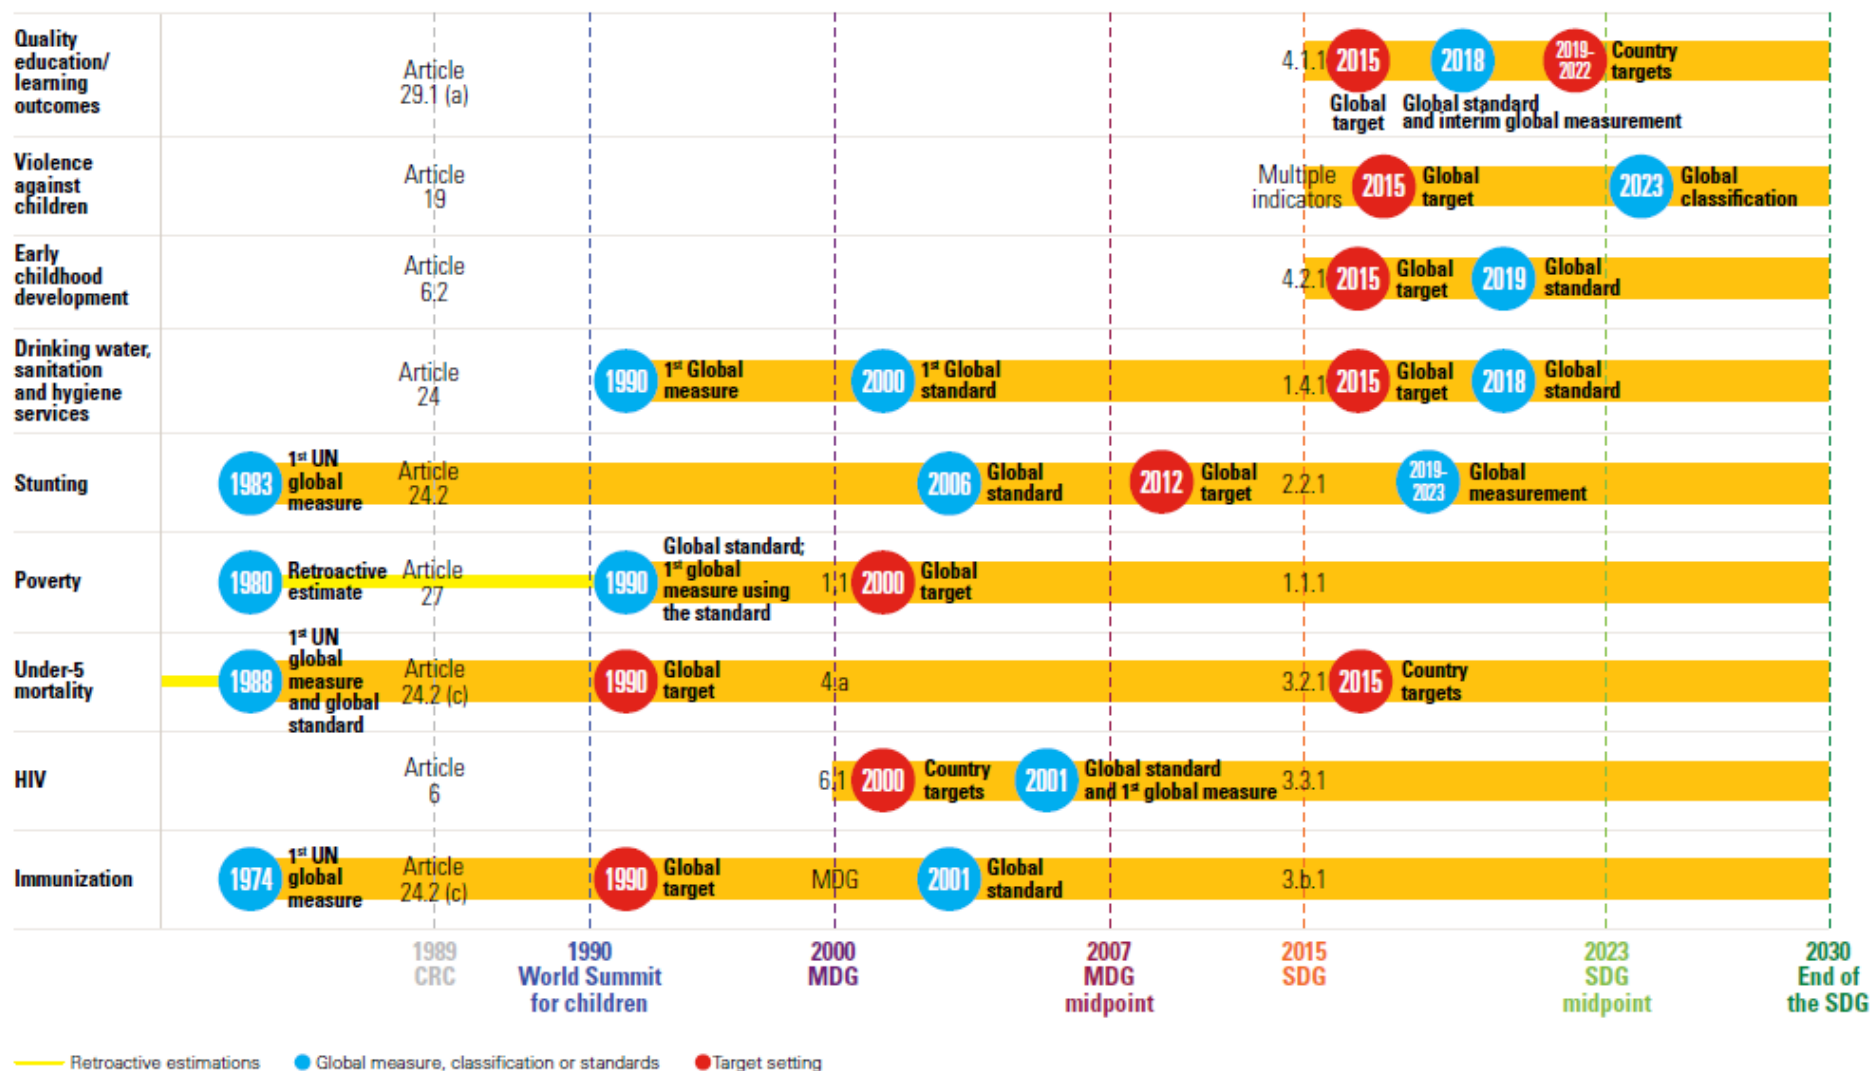 Quality
education/
learning
outcomes
Article
29.1 (a)
4.1.1
2015
Global
target
2018
Global standard
and interim global measurement
2019-
2022
Country
targets
Violence
against
children
Article
19
Multiple
indicators
2015
Global
target
2023
Global
classification
Early
childhood
development
Article
6.2
4.2.1
2015
Global
target
2019
Global
standard
Drinking water,
sanitation
and hygiene
services
Article
24
1990
1st Global
measure
2000
1st Global
standard
1.4.1
2015
Global
target
2018
Global
standard
Stunting
1983
1st UN
global
measure
Article
24.2
2006
Global
standard
2012
Global
target
2.2.1
2019-
2023
Global
measurement
Poverty
1980
Retroactive
estimate
Article
27
1990
Global standard;
1st global
measure using
the standard
1.1
2000
Global
target
1.1.1
Under-5
mortality
1988
1st UN
global
measure
and global
standard
Article
24.2 (c)
1990
Global
target
4.a
3.2.1
2015
Country
targets
HIV
Article
6
6.1
2000
Country
targets
2001
Global standard
and 1st global measure
3.3.1
Immunization
1974
1st UN
global
measure
Article
24.2 (c)
1990
Global
target
MDG
2001
Global
standard
3.b.1
1989
CRC
1990
World Summit
for children
2000
MDG
2007
MDG
midpoint
2015
SDG
2023
SDG
midpoint
2030
End of
the SDG
Retroactive estimations
Global measure, classification or standards
Target setting